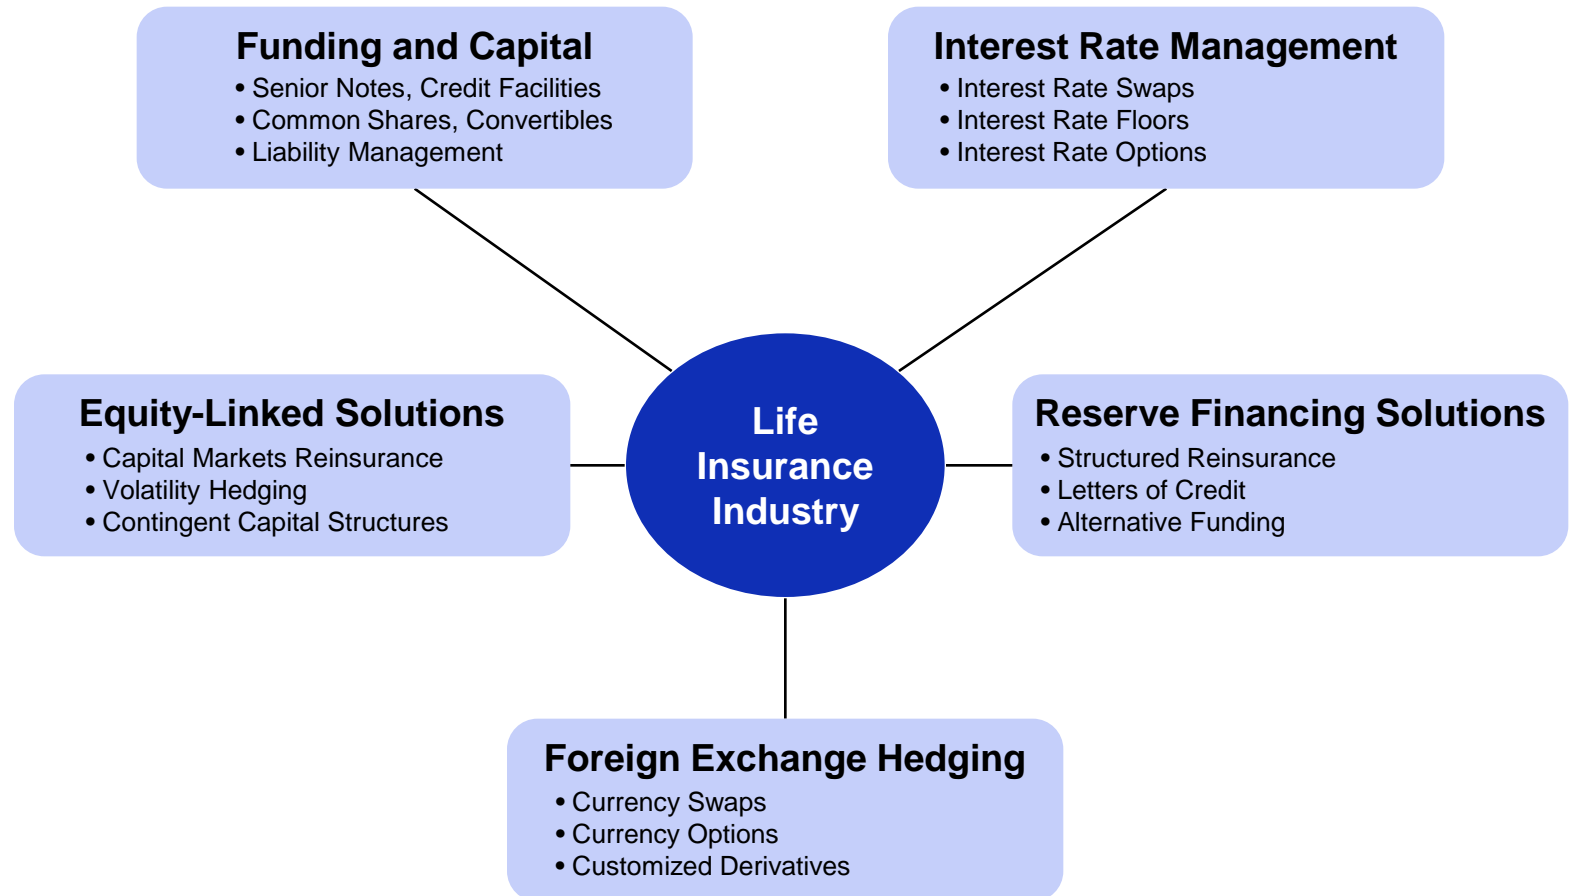 Funding and Capital
• Senior Notes, Credit Facilities
• Common Shares, Convertibles
• Liability Management
Interest Rate Management
• Interest Rate Swaps
• Interest Rate Floors
• Interest Rate Options
Equity-Linked Solutions
• Capital Markets Reinsurance
• Volatility Hedging
• Contingent Capital Structures
Life
Insurance
Industry
Reserve Financing Solutions
• Structured Reinsurance
• Letters of Credit
• Alternative Funding
Foreign Exchange Hedging
• Currency Swaps
• Currency Options
• Customized Derivatives